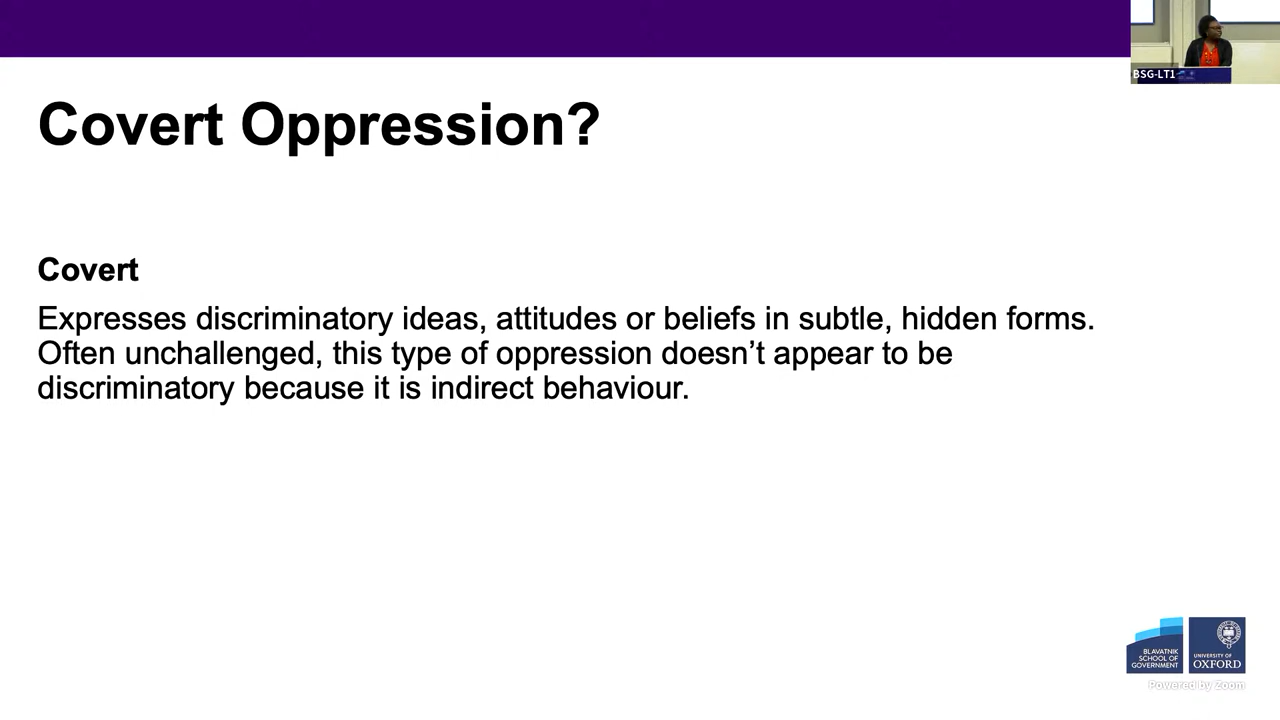 BSG-LT1
Covert Oppression?
Covert
Expresses discriminatory ideas, attitudes or beliefs in subtle, hidden forms.
Often unchallenged, this type of oppression doesn’t appear to be
discriminatory because it is indirect behaviour.
BLAVATNIK
SCHOOL OF
GOVERNMENT
UNIVERSITY OF
OXFORD
Powered by Zoom